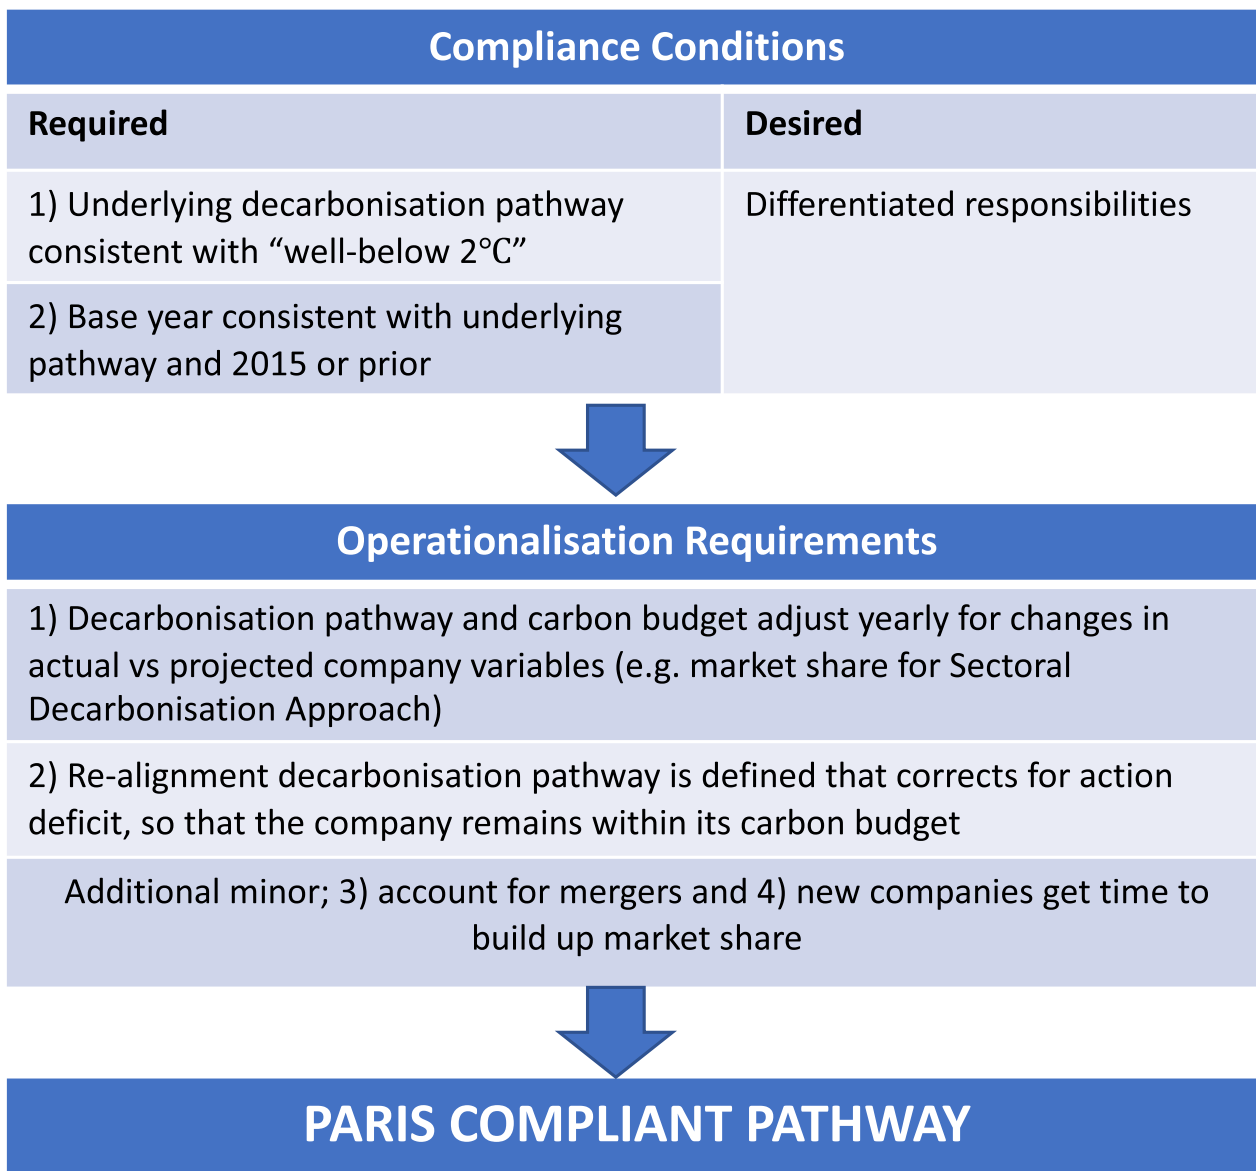 Compliance Conditions
Required
Desired
1) Underlying decarbonisation pathway
consistent with “well-below 2℃”
Differentiated responsibilities
2) Base year consistent with underlying
pathway and 2015 or prior
Operationalisation Requirements
1) Decarbonisation pathway and carbon budget adjust yearly for changes in
actual vs projected company variables (e.g. market share for Sectoral
Decarbonisation Approach)
2) Re-alignment decarbonisation pathway is defined that corrects for action
deficit, so that the company remains within its carbon budget
Additional minor; 3) account for mergers and 4) new companies get time to
build up market share
PARIS COMPLIANT PATHWAY